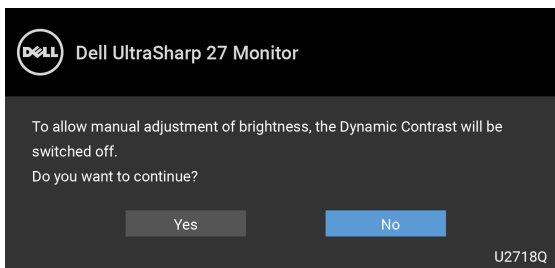 DELL Dell UltraSharp 27 Monitor
To allow manual adjustment of brightness, the Dynamic Contrast will be
switched off.
Do you want to continue?
Yes No
U2718Q